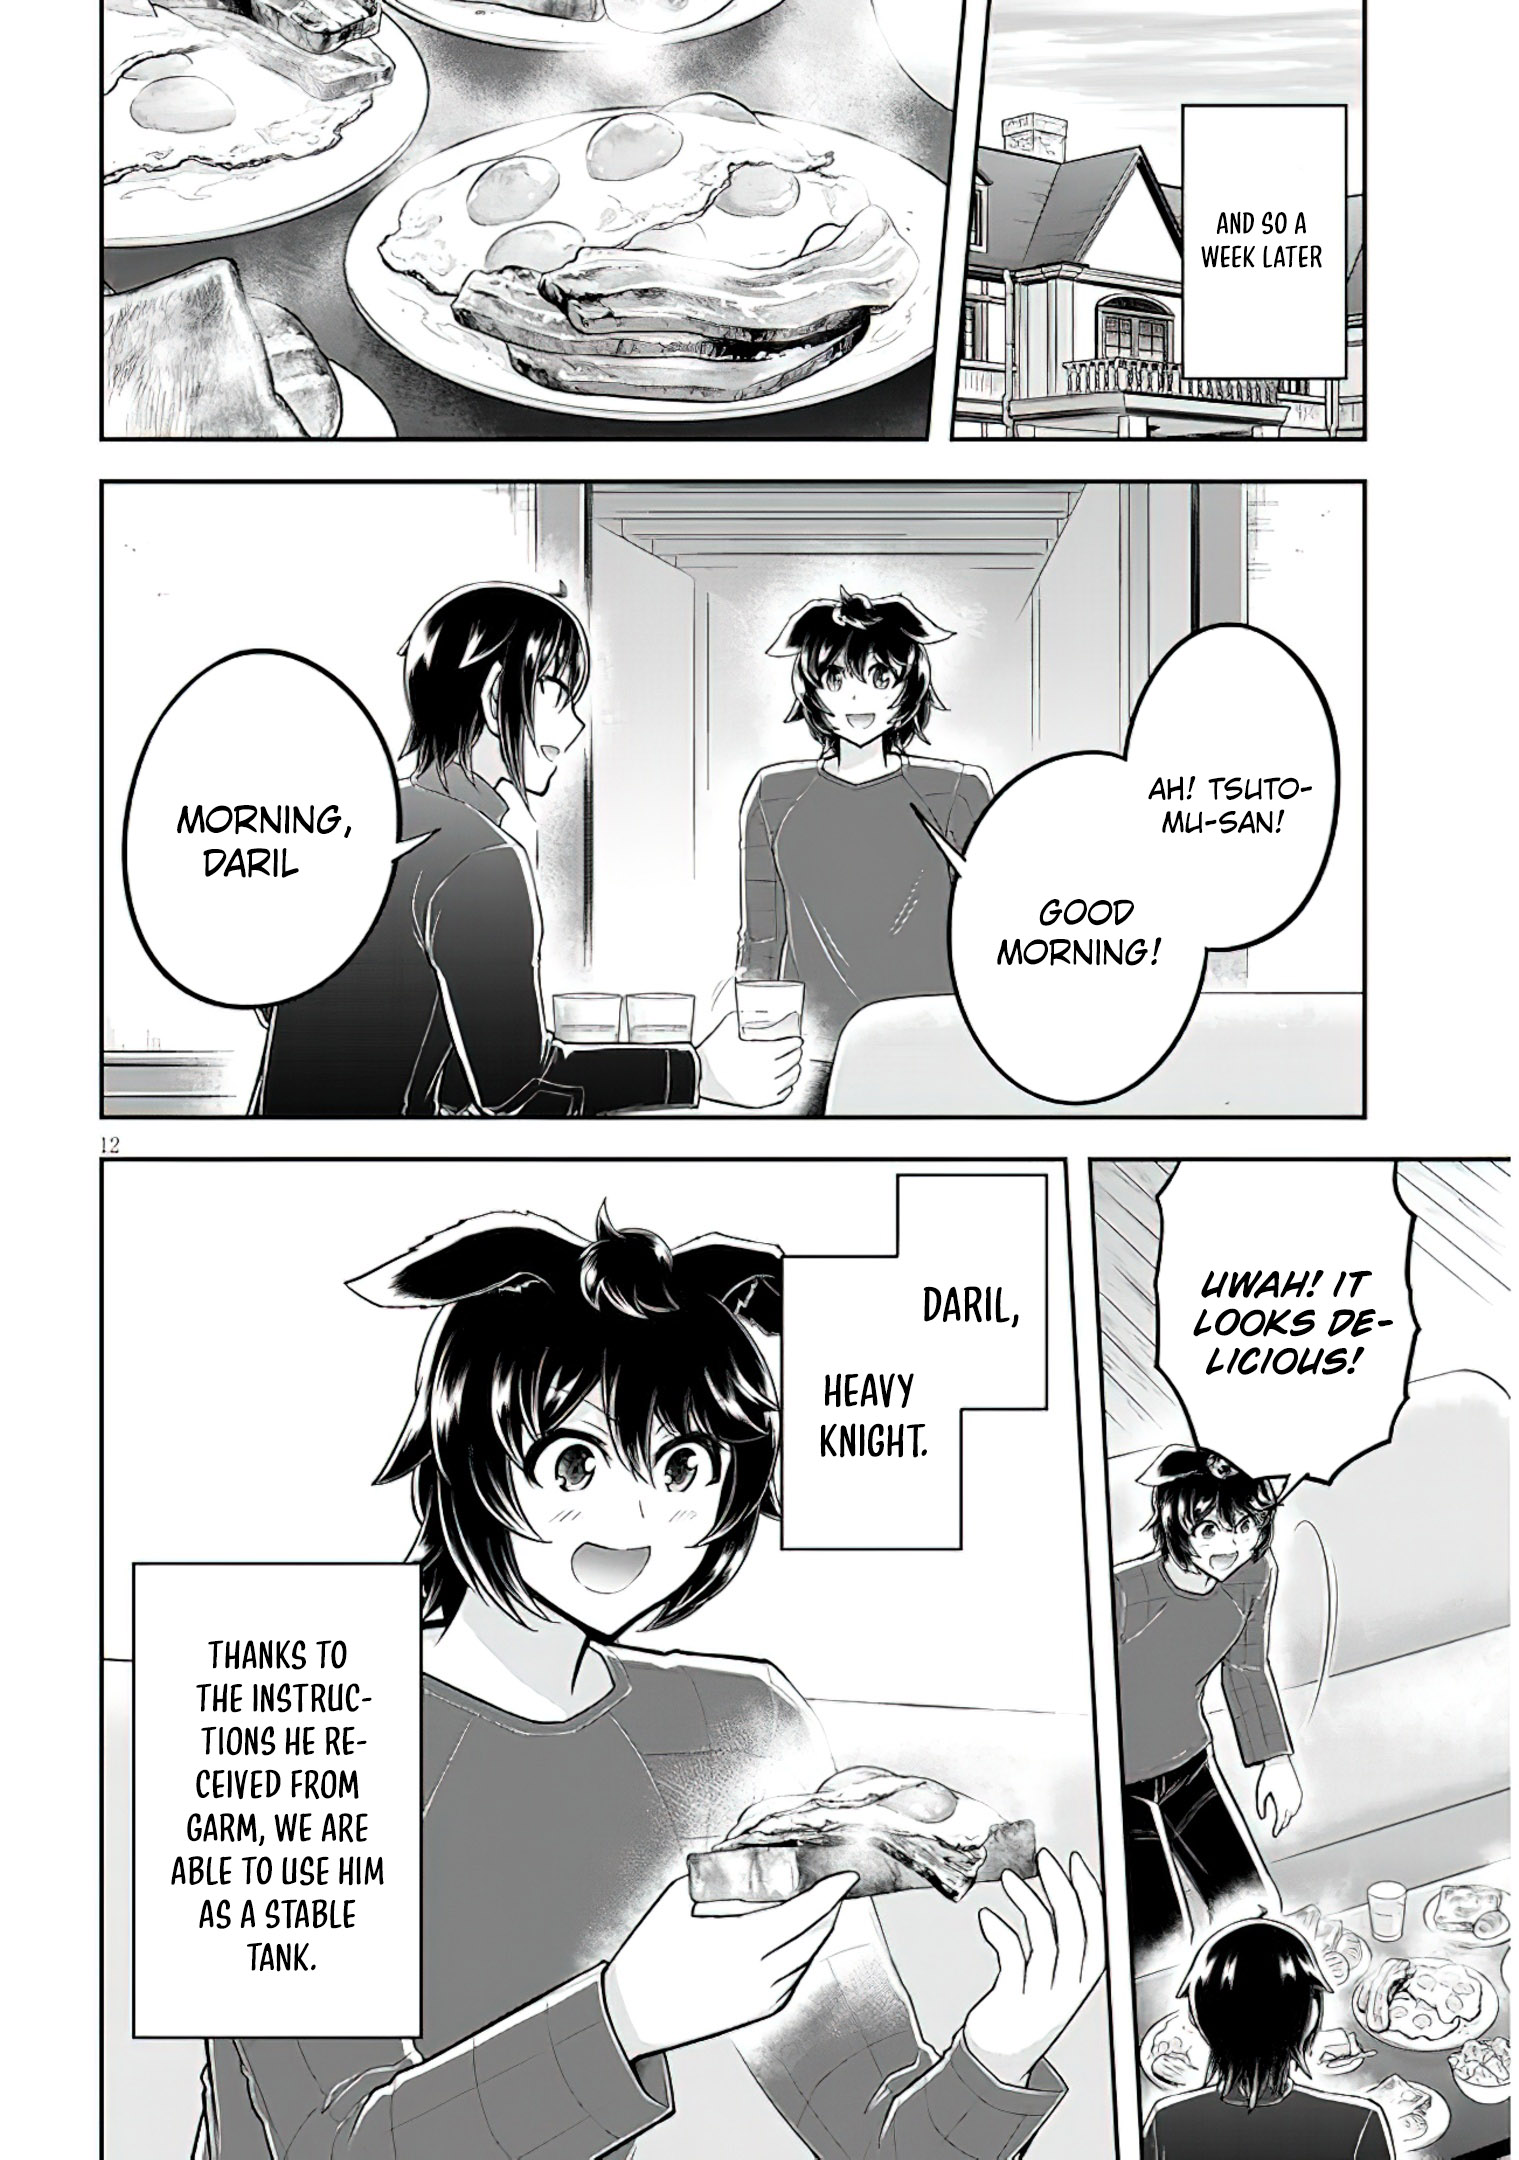 AND SO A
WEEK LATER
AH! TSUTO-
MU-SAN!
GOOD
MORNING!
MORNING,
DARIL
12
UWAH! IT
LOOKS DE-
LICIOUS!
DARIL,
HEAVY
KNIGHT.
THANKS TO
THE INSTRUC-
TIONS HE RE-
CEIVED FROM
GARM, WE ARE
ABLE TO USE HIM
AS A STABLE
TANK.